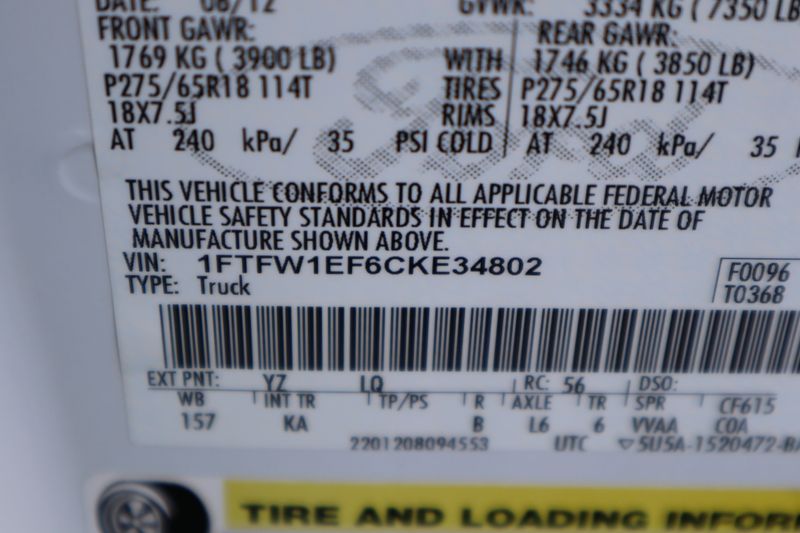 DATE: 08/12 GVWR: 3334 KG ( 7350 LB
FRONT GAWR: REAR GAWR:
1769 KG ( 3900 LB) WITH 1746 KG ( 3850 LB)
P275/65R18 114T TIRES P275/65R18 114T
18X7.5J RIMS 18X7.5J
AT 240 kPa/ 35 PSI COLD AT 240 kPa/ 35
THIS VEHICLE CONFORMS TO ALL APPLICABLE FEDERAL MOTOR
VEHICLE SAFETY STANDARDS IN EFFECT ON THE DATE OF
MANUFACTURE SHOWN ABOVE.
VIN: 1FTFW1EF6CKE34802 F0096
TYPE: Truck T0368
EXT PNT: YZ LQ RC: 56 DSO:
WB INT TR TP/PS R AXLE TR SPR CF615
157 KA B L6 6 VVAA COA
2201208094553 UTC ▽5U5A-1520472-BA
TIRE AND LOADING INFOR